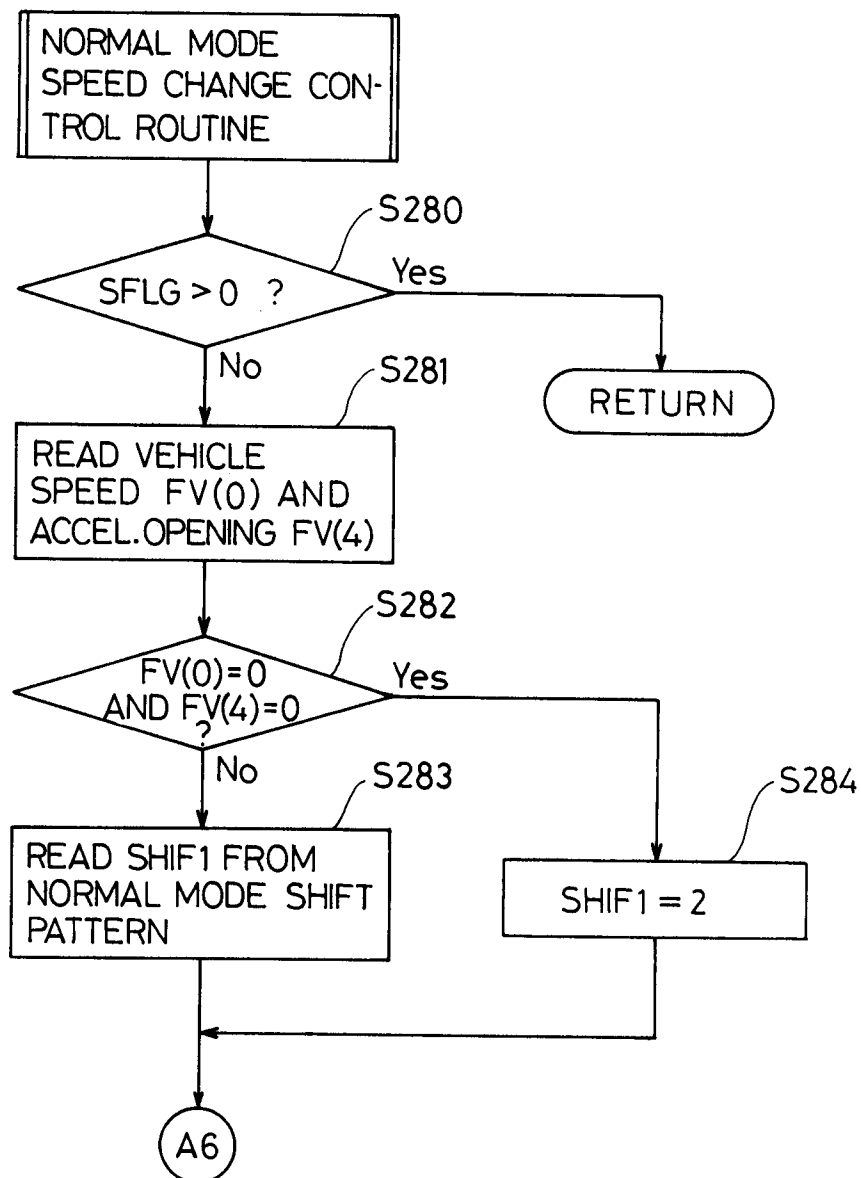 NORMAL MODE
SPEED CHANGE CON-
TROL ROUTINE
S280
SFLG > 0 ?
Yes
No
RETURN
S281
READ VEHICLE
SPEED FV(0) AND
ACCEL.OPENING FV(4)
S282
FV(0)=0
AND FV(4)=0
?
Yes
No
S283
READ SHIF1 FROM
NORMAL MODE SHIFT
PATTERN
S284
SHIF1 = 2
A6